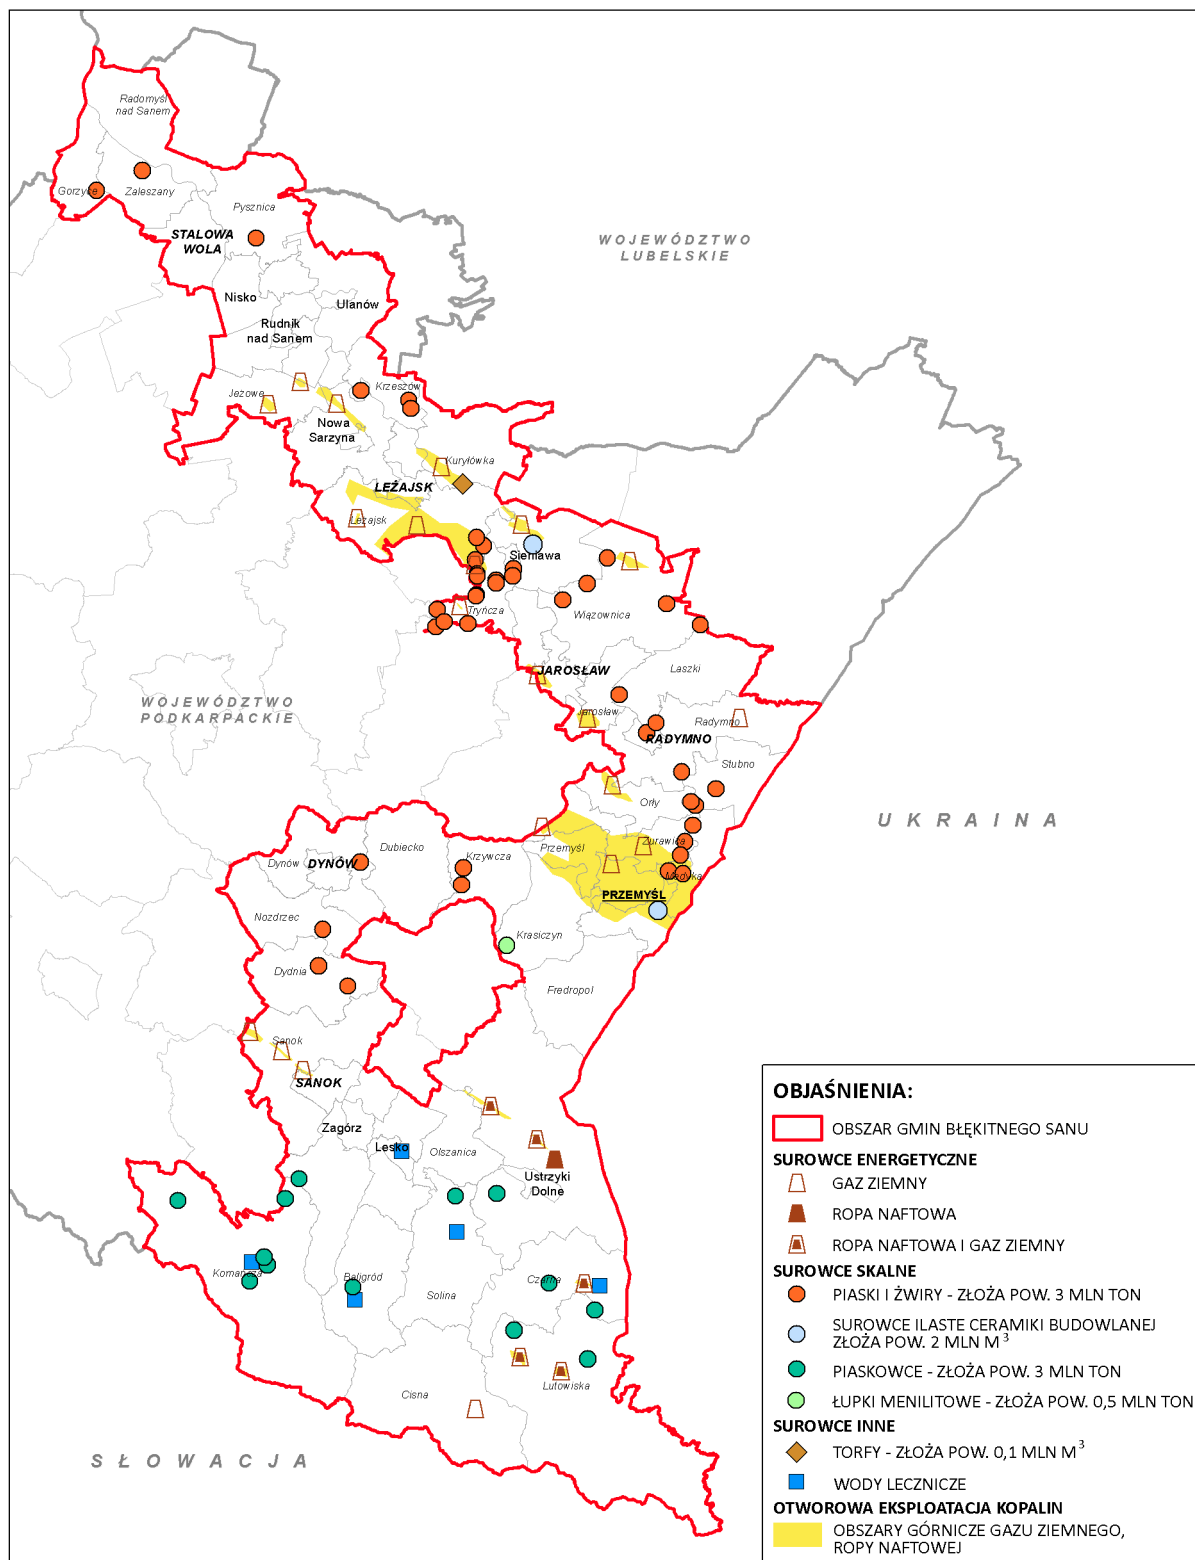 Radomyśl
nad Sanem
Gorzyce
Zaleszany
Pysznica
STALOWA
WOLA
WOJEWÓDZTWO
LUBELSKIE
Nisko
Ulanów
Rudnik
nad Sanem
Jeżowe
Krzeszów
Nowa
Sarzyna
Kuryłówka
LEŻAJSK
Leżajsk
Sieniawa
Tryńcza
Wiązownica
JAROSŁAW
Laszki
WOJEWÓDZTWO
PODKARPACKIE
Jarosław
Radymno
RADYMNO
Stubno
Orły
UKRAINA
Żurawica
Dubiecko
Przemyśl
Dynów
DYNÓW
Krzywcza
Medyka
PRZEMYŚL
Nozdrzec
Krasiczyn
Dydnia
Fredropol
Sanok
SANOK
Zagórz
Lesko
Olszanica
Ustrzyki
Dolne
Komańcza
Baligród
Solina
Czarna
Cisna
Lutowiska
SŁOWACJA
OBJAŚNIENIA:
OBSZAR GMIN BŁĘKITNEGO SANU
SUROWCE ENERGETYCZNE
GAZ ZIEMNY
ROPA NAFTOWA
ROPA NAFTOWA I GAZ ZIEMNY
SUROWCE SKALNE
PIASKI I ŻWIRY - ZŁOŻA POW. 3 MLN TON
SUROWCE ILASTE CERAMIKI BUDOWLANEJ
ZŁOŻA POW. 2 MLN M³
PIASKOWCE - ZŁOŻA POW. 3 MLN TON
ŁUPKI MENILITOWE - ZŁOŻA POW. 0,5 MLN TON
SUROWCE INNE
TORFY - ZŁOŻA POW. 0,1 MLN M³
WODY LECZNICZE
OTWOROWA EKSPLOATACJA KOPALIN
OBSZARY GÓRNICZE GAZU ZIEMNEGO,
ROPY NAFTOWEJ